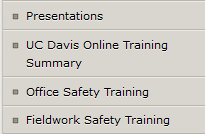 Presentations
UC Davis Online Training
Summary
Office Safety Training
Fieldwork Safety Training